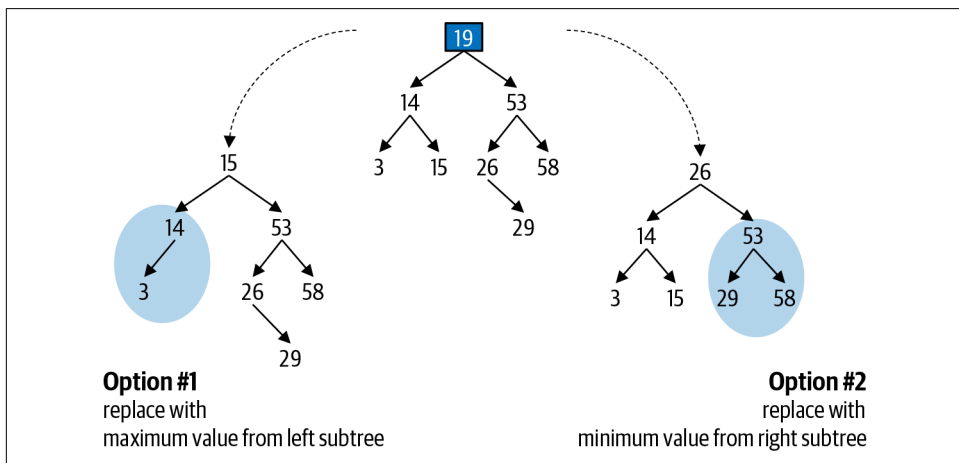 19
14 53
3 15 26 58
29
15
14 53
3 26 58
29
26
14 53
3 15 29 58
Option #1
replace with
maximum value from left subtree
Option #2
replace with
minimum value from right subtree